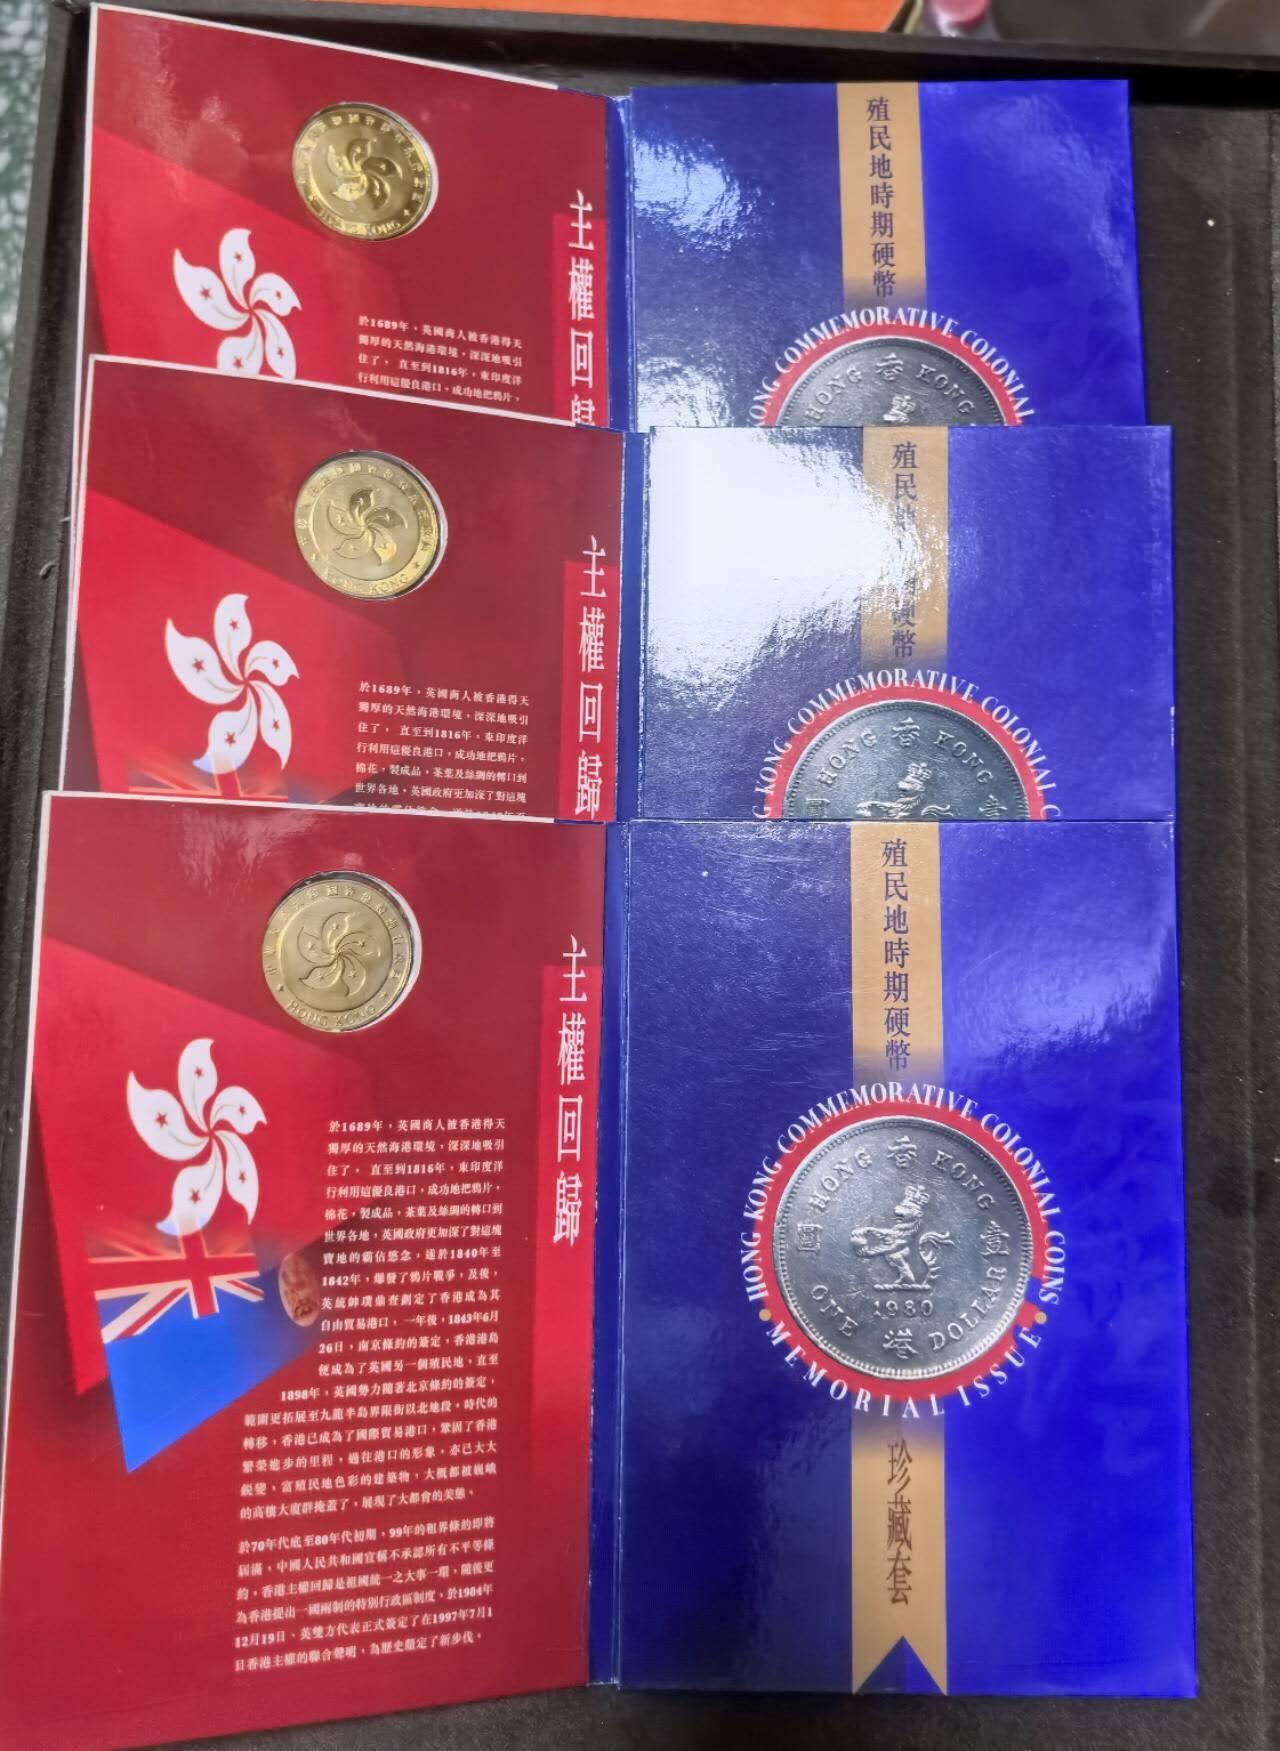 HONG KONG
主權回歸
於1689年，英國商人被香港得天
獨厚的天然海港環境，深深地吸引
住了， 直至到1816年，東印度洋
行利用這優良港口，成功地把鴉片，
殖民地時期硬幣
ONG COMMEMORATIVE COLONIAL
HONG 香 KONG
HONG KONG
主權回歸
於1689年，英國商人被香港得天
獨厚的天然海港環境，深深地吸引
住了， 直至到1816年，東印度洋
行利用這優良港口，成功地把鴉片，
棉花，製成品，茶葉及絲綢的轉口到
世界各地。英國政府更加深了對這塊
殖民
硬幣
KONG COMMEMORATIVE COLONIAL C
HONG 香 KONG
圓 壹
HONG KONG
主權回歸
於1689年，英國商人被香港得天
獨厚的天然海港環境，深深地吸引
住了， 直至到1816年，東印度洋
行利用這優良港口，成功地把鴉片，
棉花，製成品，茶葉及絲綢的轉口到
世界各地，英國政府更加深了對這塊
寶地的霸佔慾念，遂於1840年至
1842年，爆發了鴉片戰爭，及後，
英統帥璞鼎查劃定了香港成為其
自由貿易港口， 一年後，1843年6月
26日，南京條約的簽定，香港港島
便成為了英國另一個殖民地，直至
1898年，英國勢力隨著北京條約的簽定，
範圍更拓展至九龍半島界限街以北地段。時代的
轉移，香港已成為了國際貿易港口，鞏固了香港
繁榮進步的里程，過往港口的形象，亦已大大
銳變、富殖民地色彩的建築物，大概都被巍峨
的高樓大廈群掩蓋了，展現了大都會的美態。
於70年代底至80年代初期，99年的租界條約即將
屆滿，中國人民共和國宣稱不承認所有不平等條
約，香港主權回歸是祖國統一之大事一環，隨後更
為香港提出一國兩制的特別行政區制度，於1984年
12月19日、英雙方代表正式簽定了在1997年7月1
日香港主權的聯合聲明，為歷史奠定了新步伐。
殖民地時期硬幣
HONG KONG COMMEMORATIVE COLONIAL COINS
HONG 香 KONG
圓 壹
1980
ONE 港 DOLLAR
• MEMORIAL ISSUE •
珍藏套